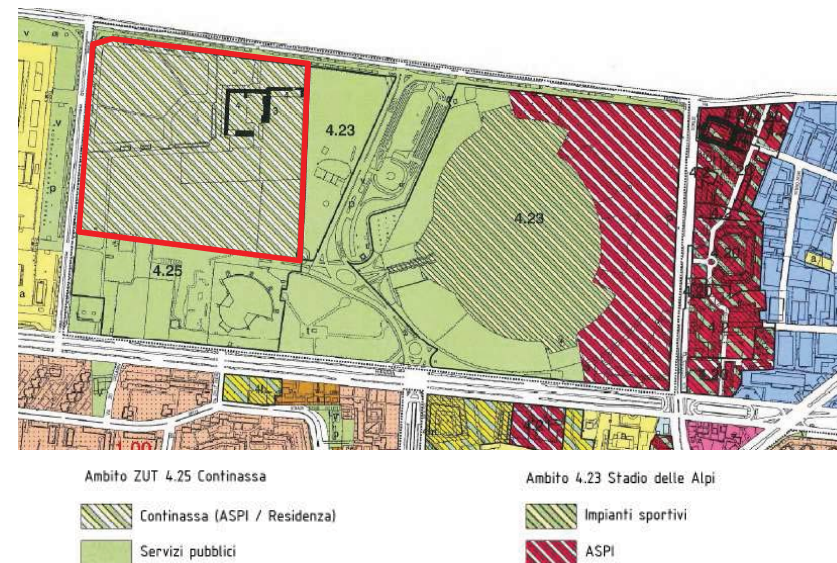 4.23
4.23
4.25
Ambito ZUT 4.25 Continassa
Continassa (ASPI / Residenza)
Servizi pubblici
Ambito 4.23 Stadio delle Alpi
Impianti sportivi
ASPI